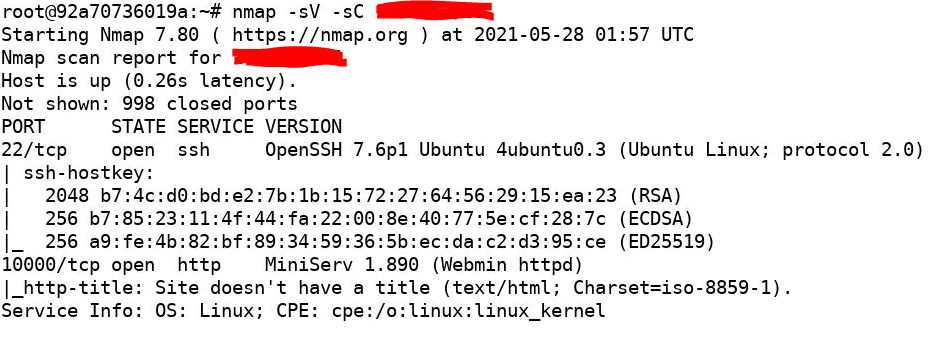 root@92a70736019a:~# nmap -sV -sC
Starting Nmap 7.80 ( https://nmap.org ) at 2021-05-28 01:57 UTC
Nmap scan report for
Host is up (0.26s latency).
Not shown: 998 closed ports
PORT      STATE SERVICE VERSION
22/tcp    open  ssh     OpenSSH 7.6p1 Ubuntu 4ubuntu0.3 (Ubuntu Linux; protocol 2.0)
| ssh-hostkey:
|   2048 b7:4c:d0:bd:e2:7b:1b:15:72:27:64:56:29:15:ea:23 (RSA)
|   256 b7:85:23:11:4f:44:fa:22:00:8e:40:77:5e:cf:28:7c (ECDSA)
|_  256 a9:fe:4b:82:bf:89:34:59:36:5b:ec:da:c2:d3:95:ce (ED25519)
10000/tcp open  http    MiniServ 1.890 (Webmin httpd)
|_http-title: Site doesn't have a title (text/html; Charset=iso-8859-1).
Service Info: OS: Linux; CPE: cpe:/o:linux:linux_kernel